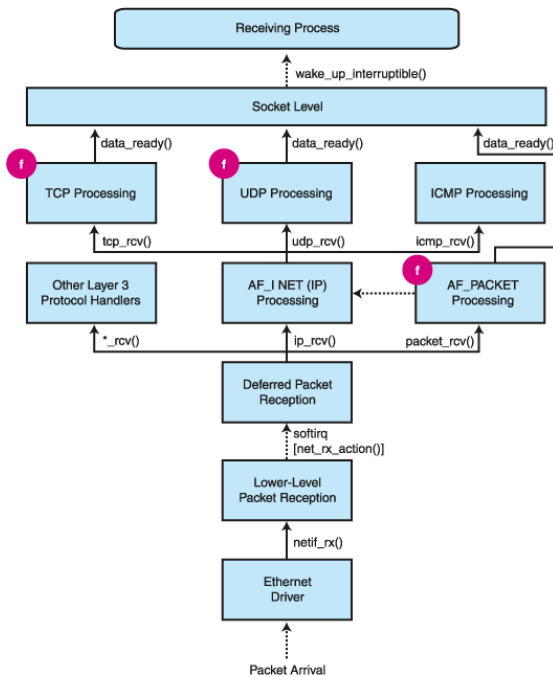 Receiving Process
wake_up_interruptible()
Socket Level
data_ready()
data_ready()
data_ready()
f
f
TCP Processing
UDP Processing
ICMP Processing
tcp_rcv()
udp_rcv()
icmp_rcv()
f
Other Layer 3
Protocol Handlers
AF_I NET (IP)
Processing
AF_PACKET
Processing
*_rcv()
ip_rcv()
packet_rcv()
Deferred Packet
Reception
softirq
[net_rx_action()]
Lower-Level
Packet Reception
netif_rx()
Ethernet
Driver
Packet Arrival